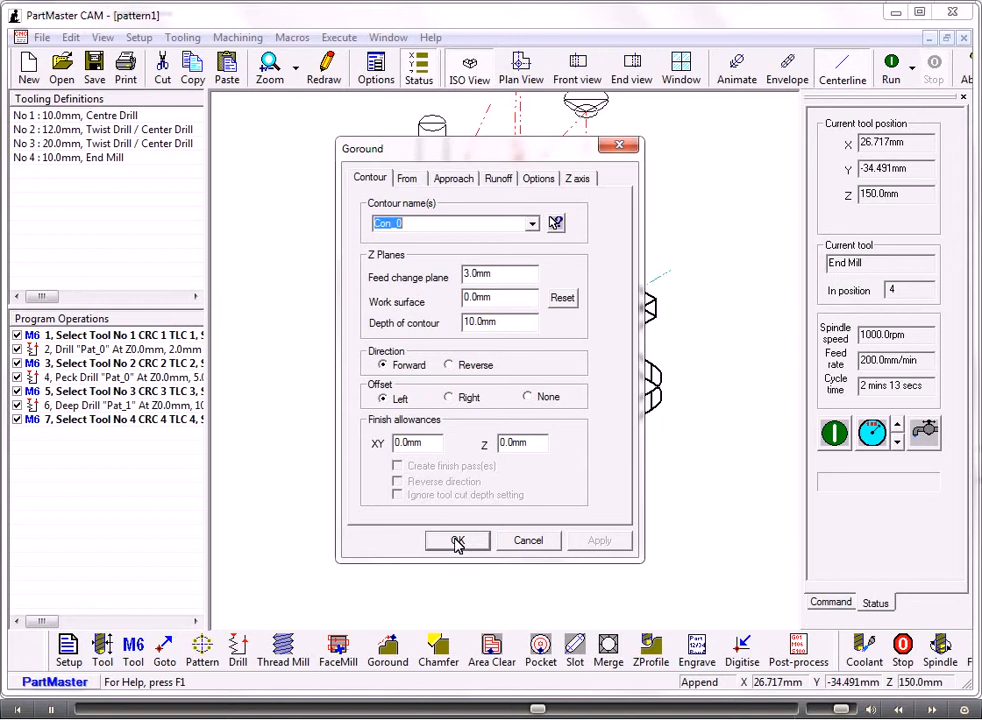 PartMaster CAM - [pattern1]
File Edit View Setup Tooling Machining Macros Execute Window Help
New Open Save Print Cut Copy Paste Zoom Redraw Options Status ISO View Plan View Front view End view Window Animate Envelope Centerline Run Stop
Tooling Definitions
No 1 : 10.0mm, Centre Drill
No 2 : 12.0mm, Twist Drill / Center Drill
No 3 : 20.0mm, Twist Drill / Center Drill
No 4 : 10.0mm, End Mill
Program Operations
M6 1, Select Tool No 1 CRC 1 TLC 1, S
2, Drill "Pat_0" At Z0.0mm, 2.0mm
M6 3, Select Tool No 2 CRC 2 TLC 2, S
4, Peck Drill "Pat_0" At Z0.0mm, 5.0
M6 5, Select Tool No 3 CRC 3 TLC 3, S
6, Deep Drill "Pat_1" At Z0.0mm, 10
M6 7, Select Tool No 4 CRC 4 TLC 4, S
Goround
Contour From Approach Runoff Options Z axis
Contour name(s)
Con_0
Z Planes
Feed change plane 3.0mm
Work surface 0.0mm Reset
Depth of contour 10.0mm
Direction
Forward Reverse
Offset
Left Right None
Finish allowances
XY 0.0mm Z 0.0mm
Create finish pass(es)
Reverse direction
Ignore tool cut depth setting
OK Cancel Apply
Current tool position
X 26.717mm
Y -34.491mm
Z 150.0mm
Current tool
End Mill
In position 4
Spindle speed 1000.0rpm
Feed rate 200.0mm/min
Cycle time 2 mins 13 secs
Command Status
Setup Tool M6 Tool Goto Pattern Drill Thread Mill FaceMill Goround Chamfer Area Clear Pocket Slot Merge ZProfile Engrave Digitise Post-process Coolant Stop Spindle
PartMaster For Help, press F1 Append X 26.717mm Y -34.491mm Z 150.0mm